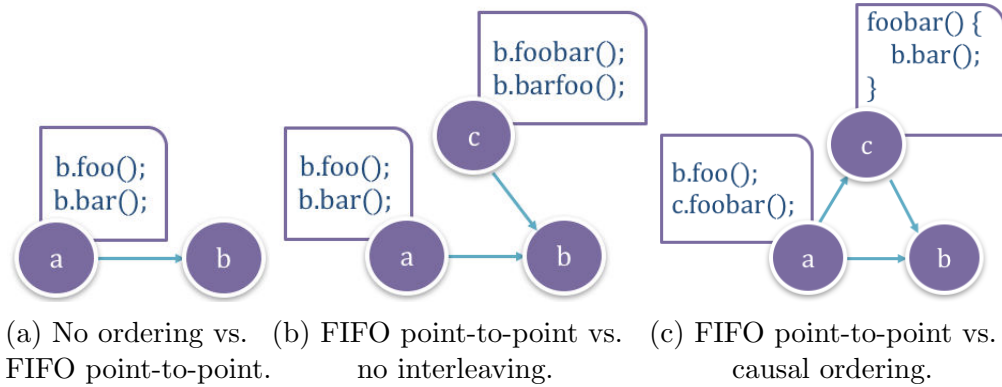 b.foo();
b.bar();
a
b
b.foobar();
b.barfoo();
c
b.foo();
b.bar();
a
b
foobar() {
b.bar();
}
c
b.foo();
c.foobar();
a
b
(a) No ordering vs.
FIFO point-to-point.
(b) FIFO point-to-point vs.
no interleaving.
(c) FIFO point-to-point vs.
causal ordering.